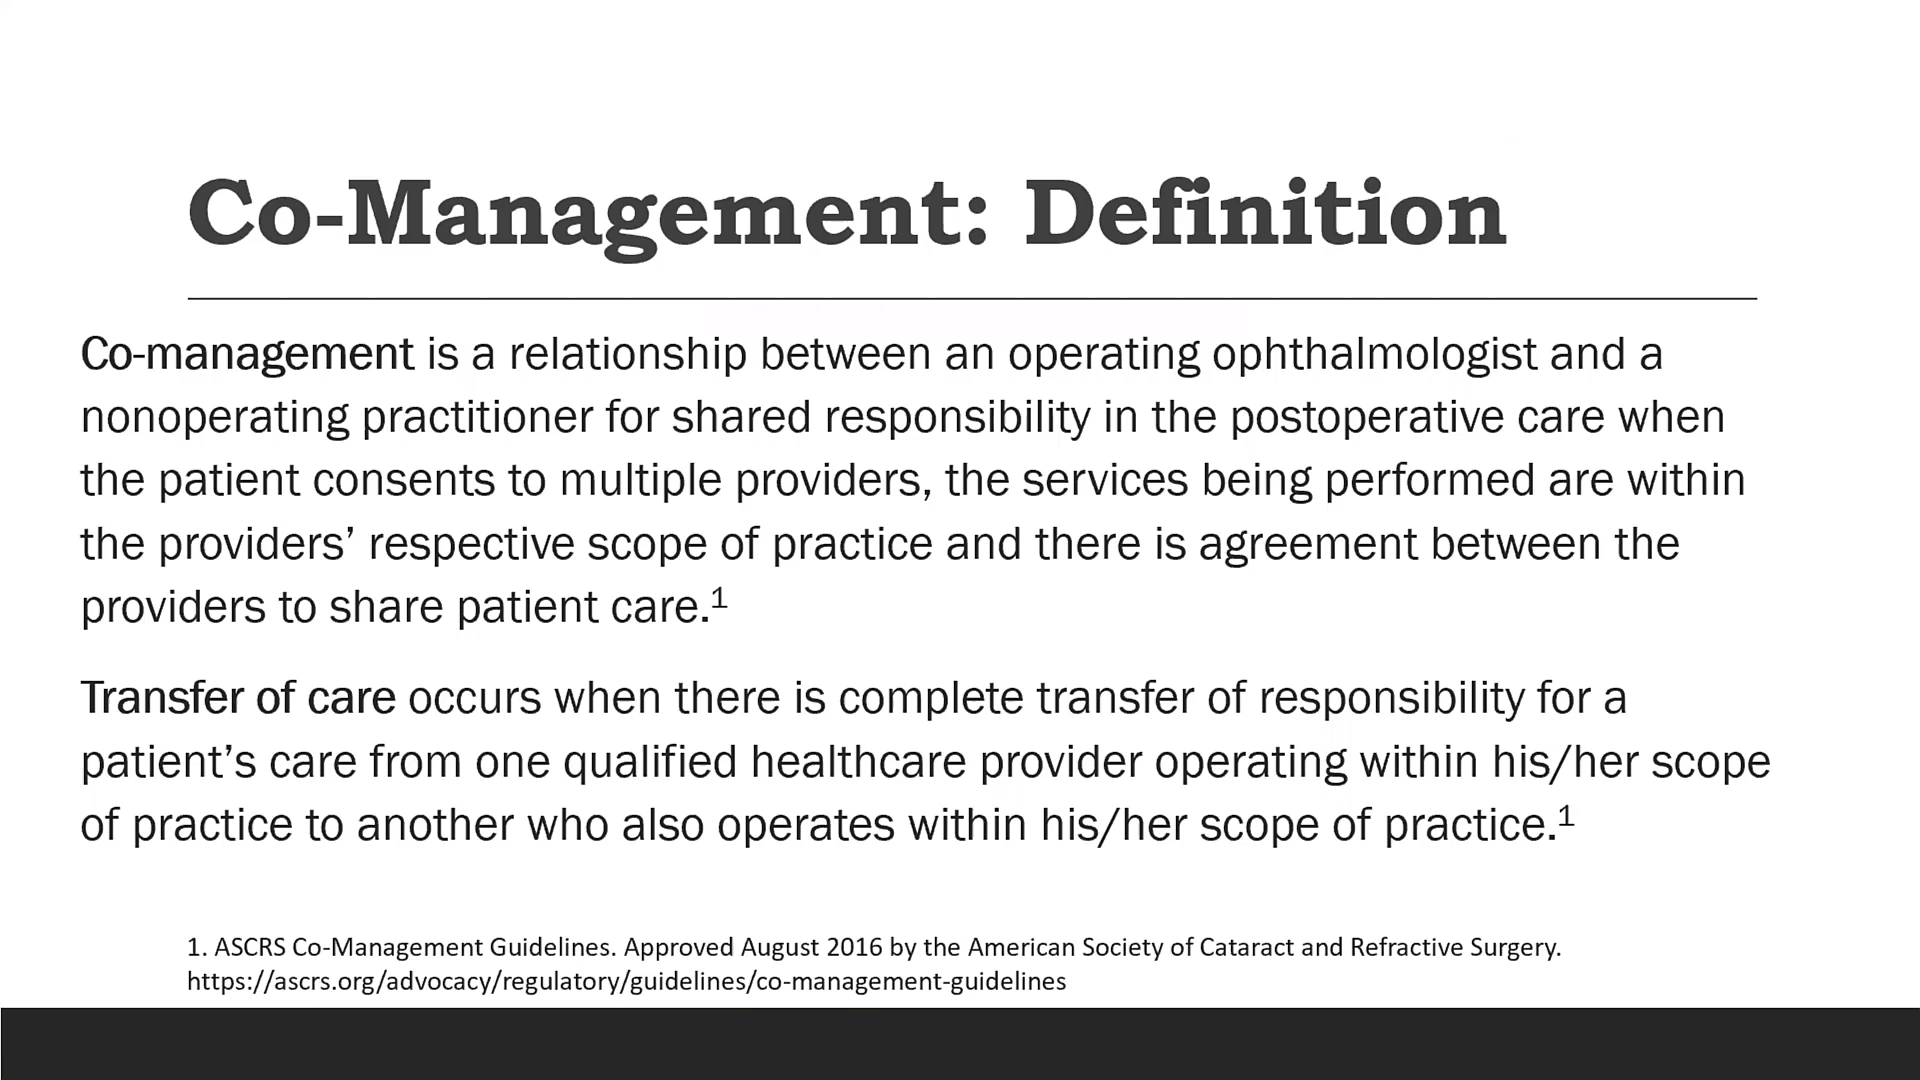 Co-Management: Definition
Co-management is a relationship between an operating ophthalmologist and a
nonoperating practitioner for shared responsibility in the postoperative care when
the patient consents to multiple providers, the services being performed are within
the providers’ respective scope of practice and there is agreement between the
providers to share patient care.¹
Transfer of care occurs when there is complete transfer of responsibility for a
patient’s care from one qualified healthcare provider operating within his/her scope
of practice to another who also operates within his/her scope of practice.¹
1. ASCRS Co-Management Guidelines. Approved August 2016 by the American Society of Cataract and Refractive Surgery.
https://ascrs.org/advocacy/regulatory/guidelines/co-management-guidelines